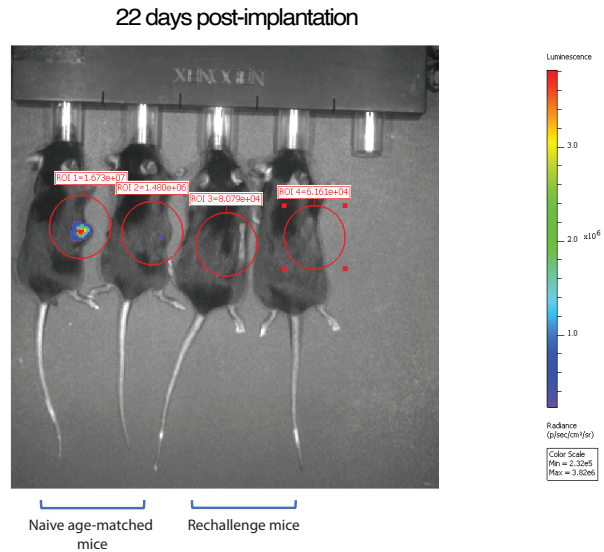 22 days post-implantation
XENOGEN
ROI 1=1.673e+07
ROI 2=1.480e+06
ROI 3=8.079e+04
ROI 4=6.161e+04
Naive age-matched
mice
Rechallenge mice
Luminescence
3.0
2.0
x10⁶
1.0
Radiance
(p/sec/cm²/sr)
Color Scale
Min = 2.32e5
Max = 3.82e6